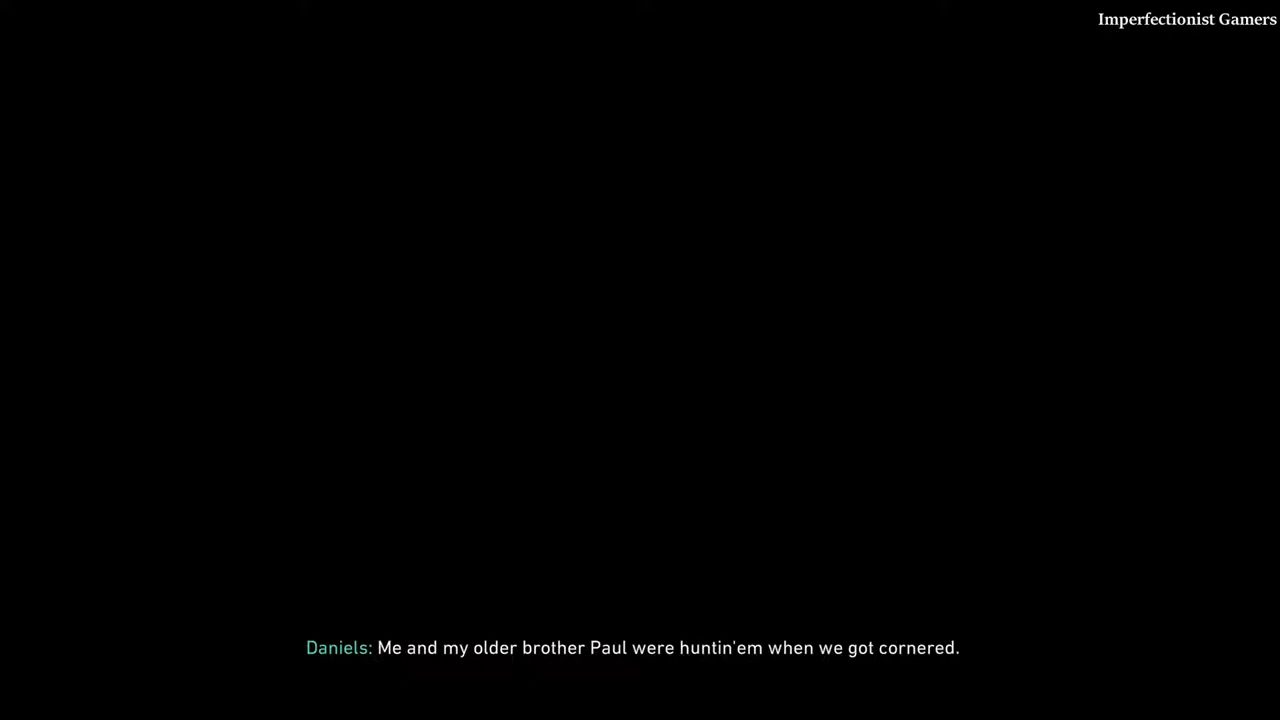 Imperfectionist Gamers
Daniels: Me and my older brother Paul were huntin'em when we got cornered.